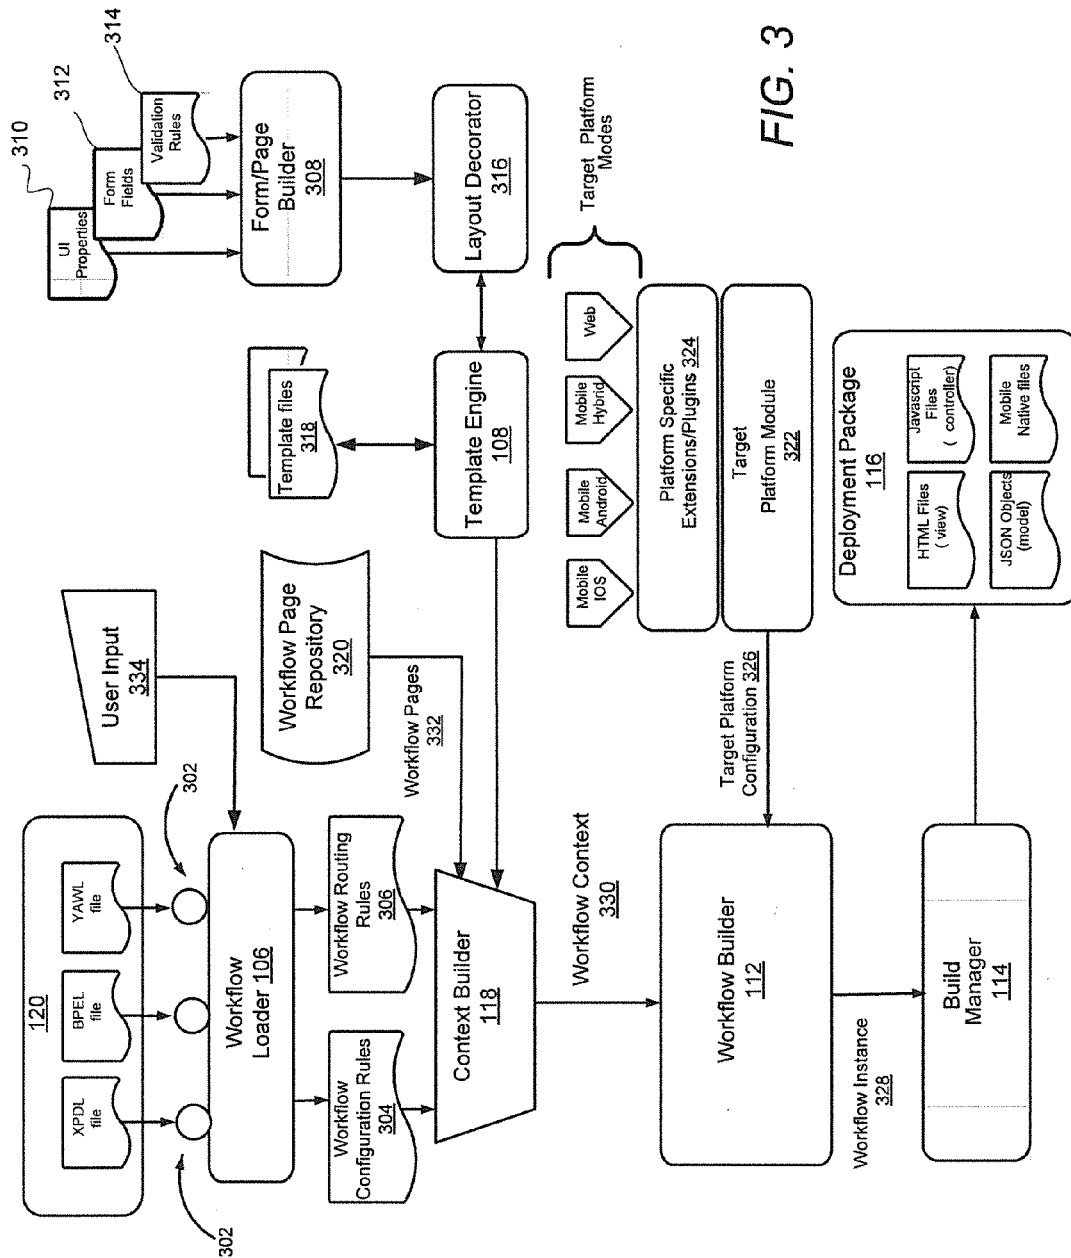 120
XPDL
file
BPEL
file
YAWL
file
302
302
User Input
334
Workflow
Loader 106
Workflow
Configuration Rules
304
Workflow Routing
Rules
306
Workflow Page
Repository
320
Workflow Pages
332
Context Builder
118
Template files
318
Template Engine
108
310
312
314
UI
Properties
Form
Fields
Validation
Rules
Form/Page
Builder
308
Layout Decorator
316
Workflow Context
330
Mobile
IOS
Mobile
Android
Mobile
Hybrid
Web
Target Platform
Modes
Platform Specific
Extensions/Plugins 324
Target
Platform Module
322
Target Platform
Configuration 326
Workflow Builder
112
Workflow Instance
328
Build
Manager
114
Deployment Package
116
HTML Files
( view)
Javascript
Files
( controller)
JSON Objects
(model)
Mobile
Native files
FIG. 3